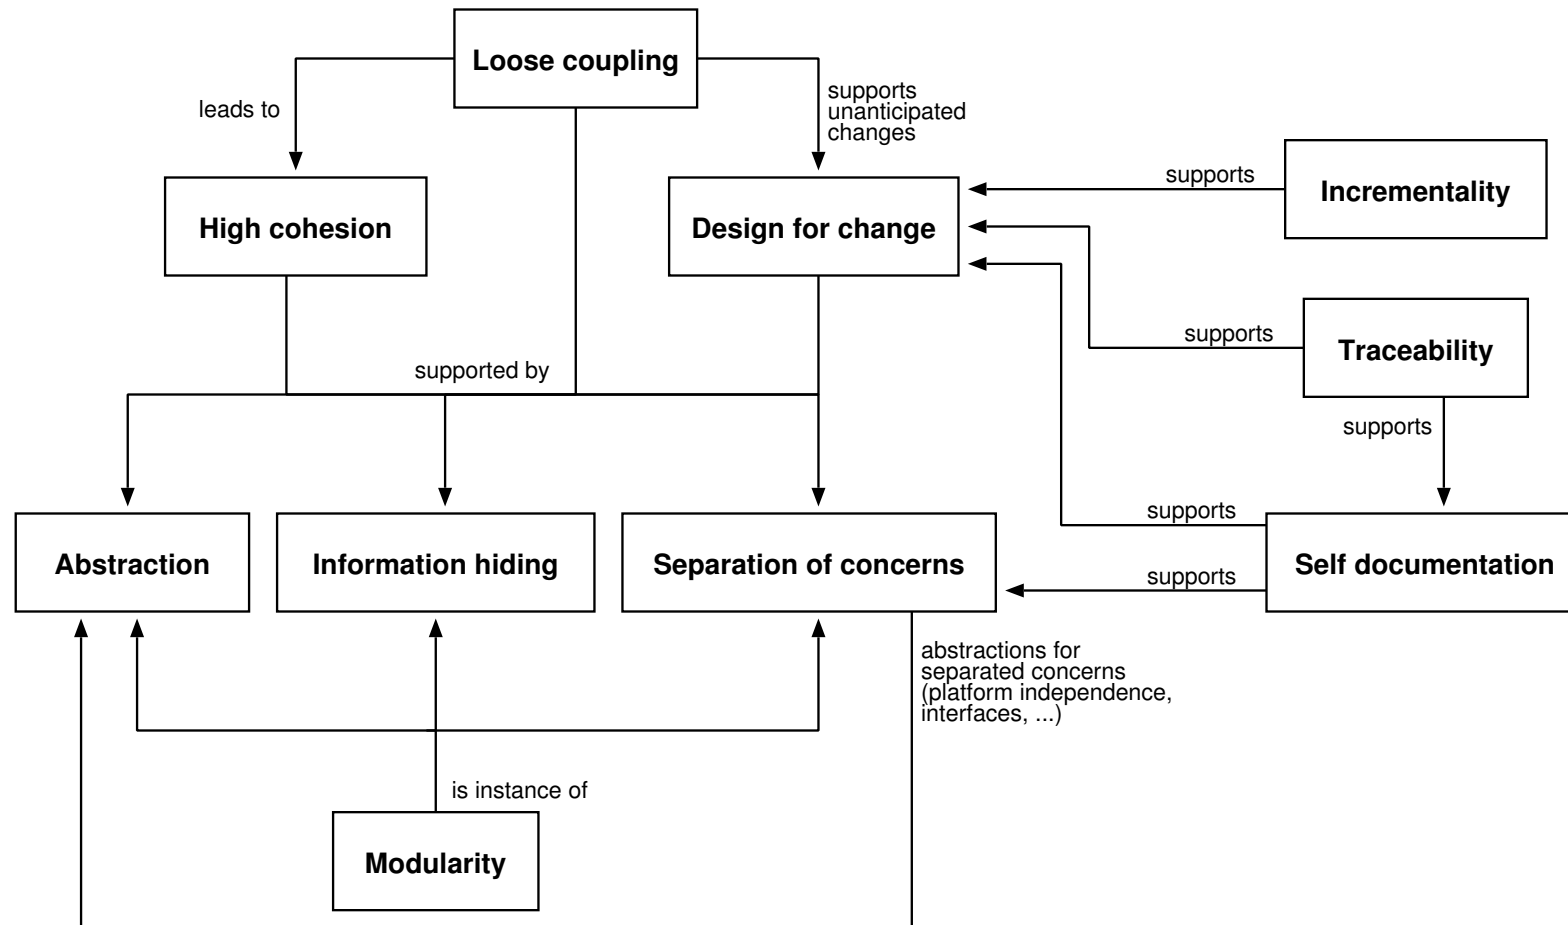 Loose coupling
leads to
supports
unanticipated
changes
supports
Incrementality
High cohesion
Design for change
supports
Traceability
supported by
supports
supports
Abstraction
Information hiding
Separation of concerns
supports
Self documentation
abstractions for
separated concerns
(platform independence,
interfaces, ...)
is instance of
Modularity